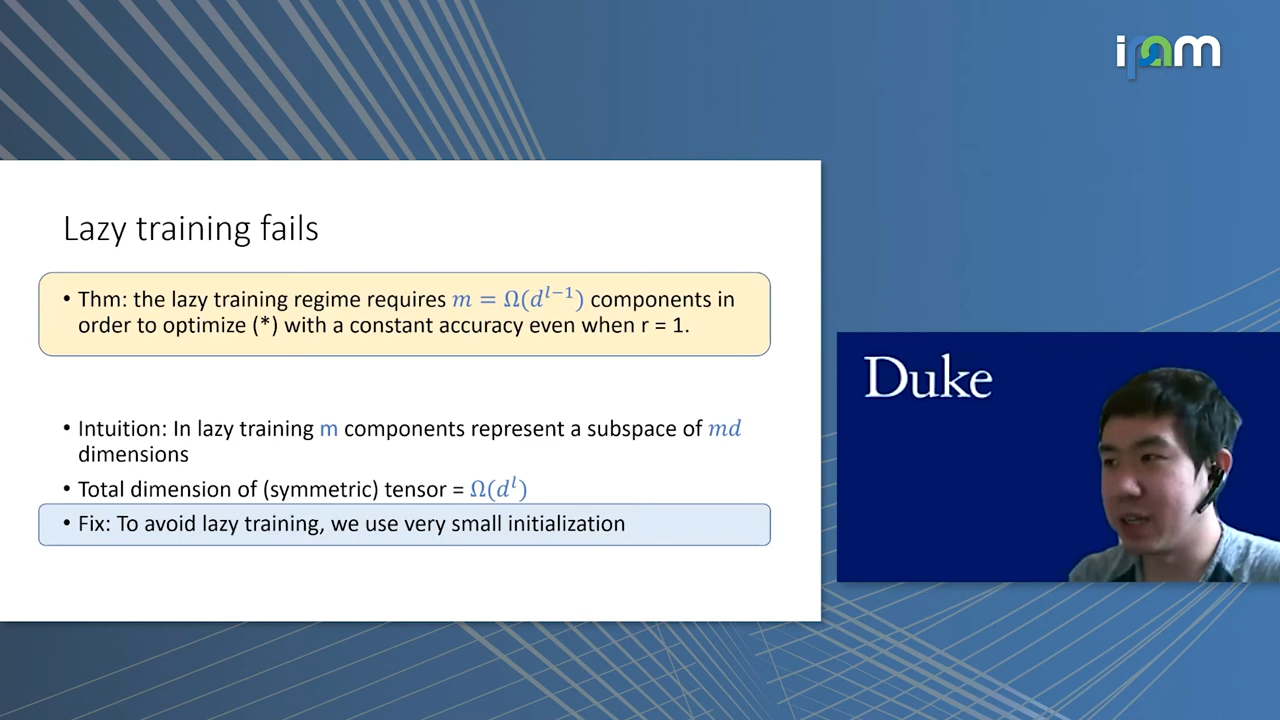 ipam
Lazy training fails
• Thm: the lazy training regime requires m = Ω(d^{l−1}) components in
order to optimize (*) with a constant accuracy even when r = 1.
• Intuition: In lazy training m components represent a subspace of md
dimensions
• Total dimension of (symmetric) tensor = Ω(d^l)
• Fix: To avoid lazy training, we use very small initialization
Duke